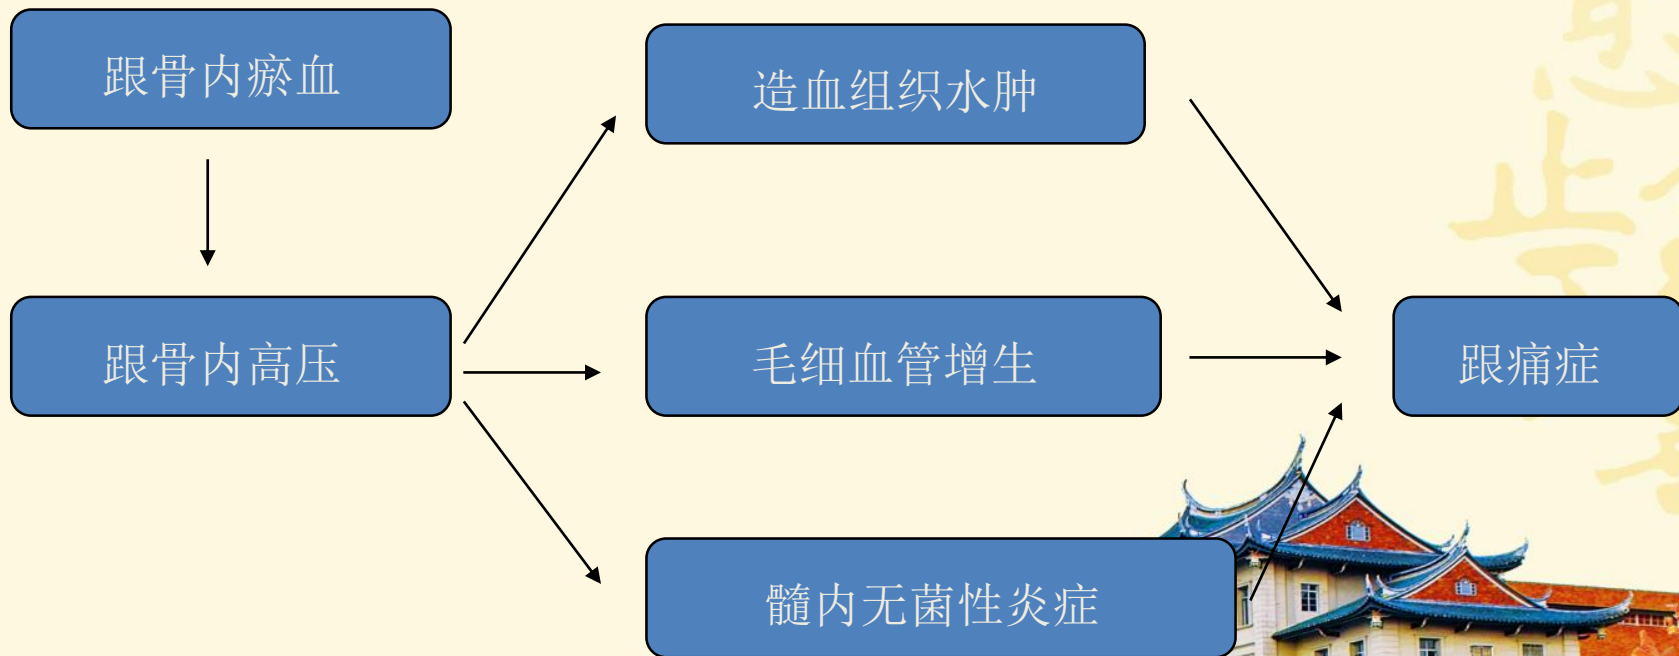 跟骨内瘀血
造血组织水肿
跟骨内高压
毛细血管增生
跟痛症
髓内无菌性炎症